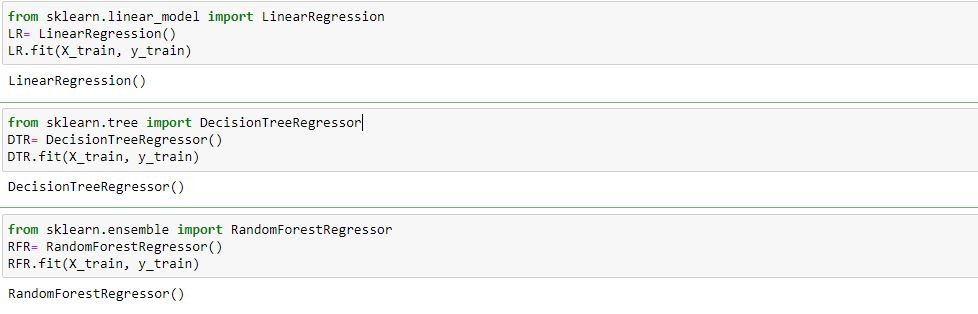 from sklearn.linear_model import LinearRegression
LR= LinearRegression()
LR.fit(X_train, y_train)
LinearRegression()
from sklearn.tree import DecisionTreeRegressor
DTR= DecisionTreeRegressor()
DTR.fit(X_train, y_train)
DecisionTreeRegressor()
from sklearn.ensemble import RandomForestRegressor
RFR= RandomForestRegressor()
RFR.fit(X_train, y_train)
RandomForestRegressor()